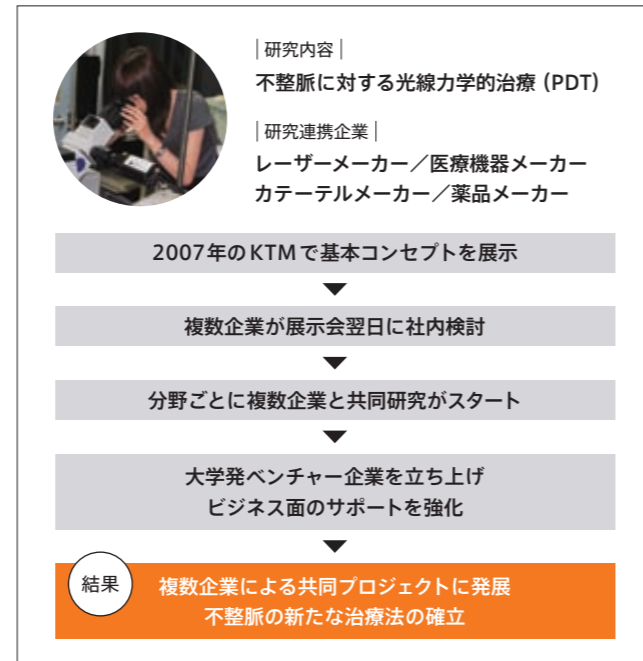 |研究内容|
不整脈に対する光線力学的治療（PDT）
|研究連携企業|
レーザーメーカー／医療機器メーカー
カテーテルメーカー／薬品メーカー
2007年のKTMで基本コンセプトを展示
複数企業が展示会翌日に社内検討
分野ごとに複数企業と共同研究がスタート
大学発ベンチャー企業を立ち上げ
ビジネス面のサポートを強化
結果
複数企業による共同プロジェクトに発展
不整脈の新たな治療法の確立